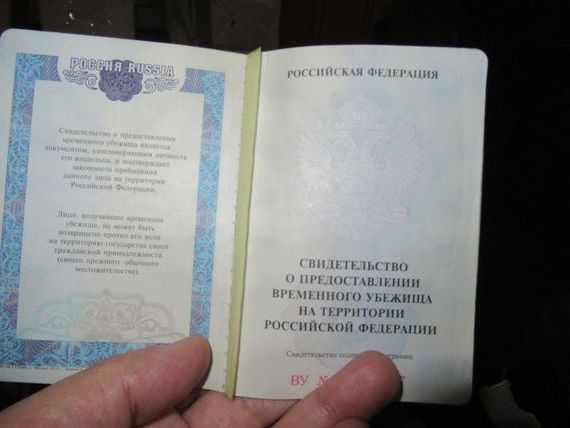 РОССИЯ RUSSIA
Свидетельство о предоставлении
временного убежища является
документом, удостоверяющим личность
его владельца, и подтверждает
законность пребывания
данного лица на территории
Российской Федерации.
Лицо, получившее временное
убежище, не может быть
возвращено против его воли
на территорию государства своей
гражданской принадлежности
(своего прежнего обычного
местожительства).
РОССИЙСКАЯ ФЕДЕРАЦИЯ
СВИДЕТЕЛЬСТВО
О ПРЕДОСТАВЛЕНИИ
ВРЕМЕННОГО УБЕЖИЩА
НА ТЕРРИТОРИИ
РОССИЙСКОЙ ФЕДЕРАЦИИ
Свидетельство
ВУ №